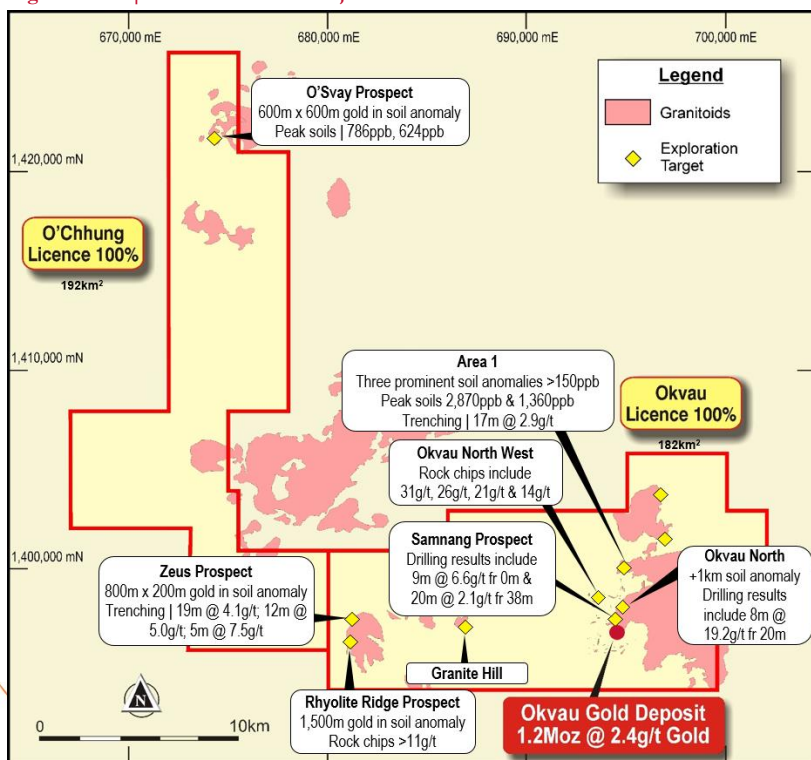 670,000 mE
680,000 mE
690,000 mE
700,000 mE
Legend
Granitoids
Exploration
Target
O'Svay Prospect
600m x 600m gold in soil anomaly
Peak soils | 786ppb, 624ppb
1,420,000 mN
O'Chhung
Licence 100%
192km²
1,410,000 mN
Area 1
Three prominent soil anomalies >150ppb
Peak soils 2,870ppb & 1,360ppb
Trenching | 17m @ 2.9g/t
Okvau
Licence 100%
182km²
Okvau North West
Rock chips include
31g/t, 26g/t, 21g/t & 14g/t
1,400,000 mN
Samnang Prospect
Drilling results include
9m @ 6.6g/t fr 0m &
20m @ 2.1g/t fr 38m
Okvau North
+1km soil anomaly
Drilling results
include 8m @
19.2g/t fr 20m
Zeus Prospect
800m x 200m gold in soil anomaly
Trenching | 19m @ 4.1g/t; 12m @
5.0g/t; 5m @ 7.5g/t
Granite Hill
Rhyolite Ridge Prospect
1,500m gold in soil anomaly
Rock chips >11g/t
Okvau Gold Deposit
1.2Moz @ 2.4g/t Gold
N
0
10km